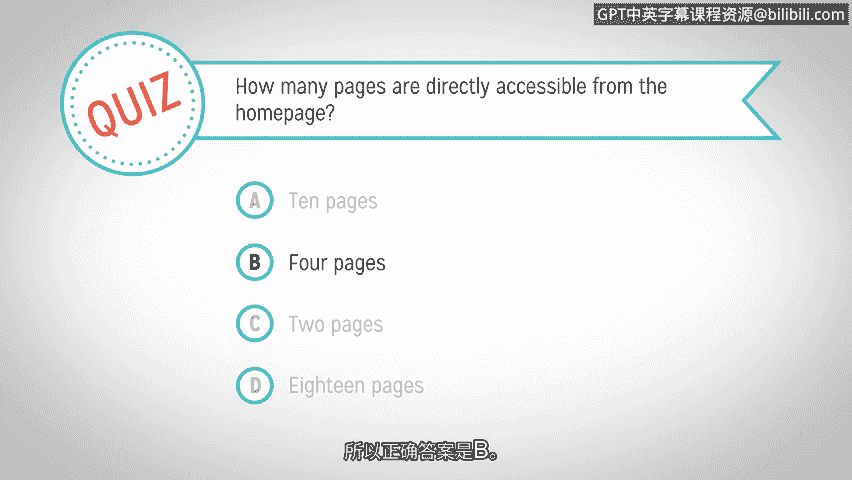 GPT中英字幕课程资源@bilibili.com
QUIZ
How many pages are directly accessible from the
homepage?
A Ten pages
B Four pages
C Two pages
D Eighteen pages
所以正确答案是B。